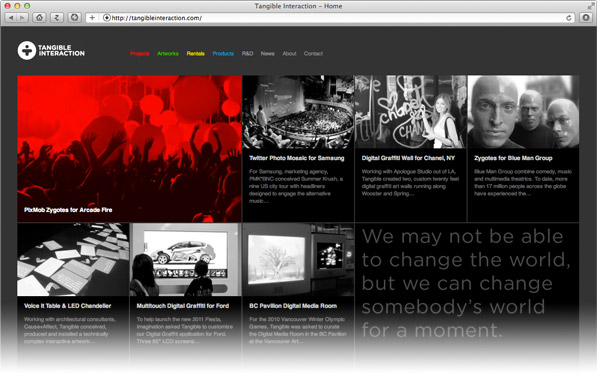 Tangible Interaction – Home
http://tangibleinteraction.com/
TANGIBLE
INTERACTION
Projects Artworks Rentals Products R&D News About Contact
PixMob Zygotes for Arcade Fire
Twitter Photo Mosaic for Samsung
For Samsung, marketing agency,
PMK*BNC conceived Summer Krush, a
nine US city tour with headliners
designed to engage the alternative
music...
Digital Graffiti Wall for Chanel, NY
Working with Apologue Studio out of LA,
Tangible created two, custom twenty feet
digital graffiti art walls running along
Wooster and Spring...
Zygotes for Blue Man Group
Blue Man Group combine comedy, music
and multimedia theatrics. To date, more
than 17 million people across the globe
have experienced the...
Voice It Table & LED Chandelier
Working with architectural consultants,
Cause+Affect, Tangible conceived,
produced and installed a technically
complex interactive artwork...
Multitouch Digital Graffiti for Ford
To help launch the new 2011 Fiesta,
Imagination asked Tangible to customize
our Digital Graffiti application for Ford.
Three 65" LCD screens...
BC Pavilion Digital Media Room
For the 2010 Vancouver Winter Olympic
Games, Tangible was asked to curate
the Digital Media Room in the BC Pavilion
at the Vancouver Art...
We may not be able
to change the world,
but we can change
somebody's world
for a moment.